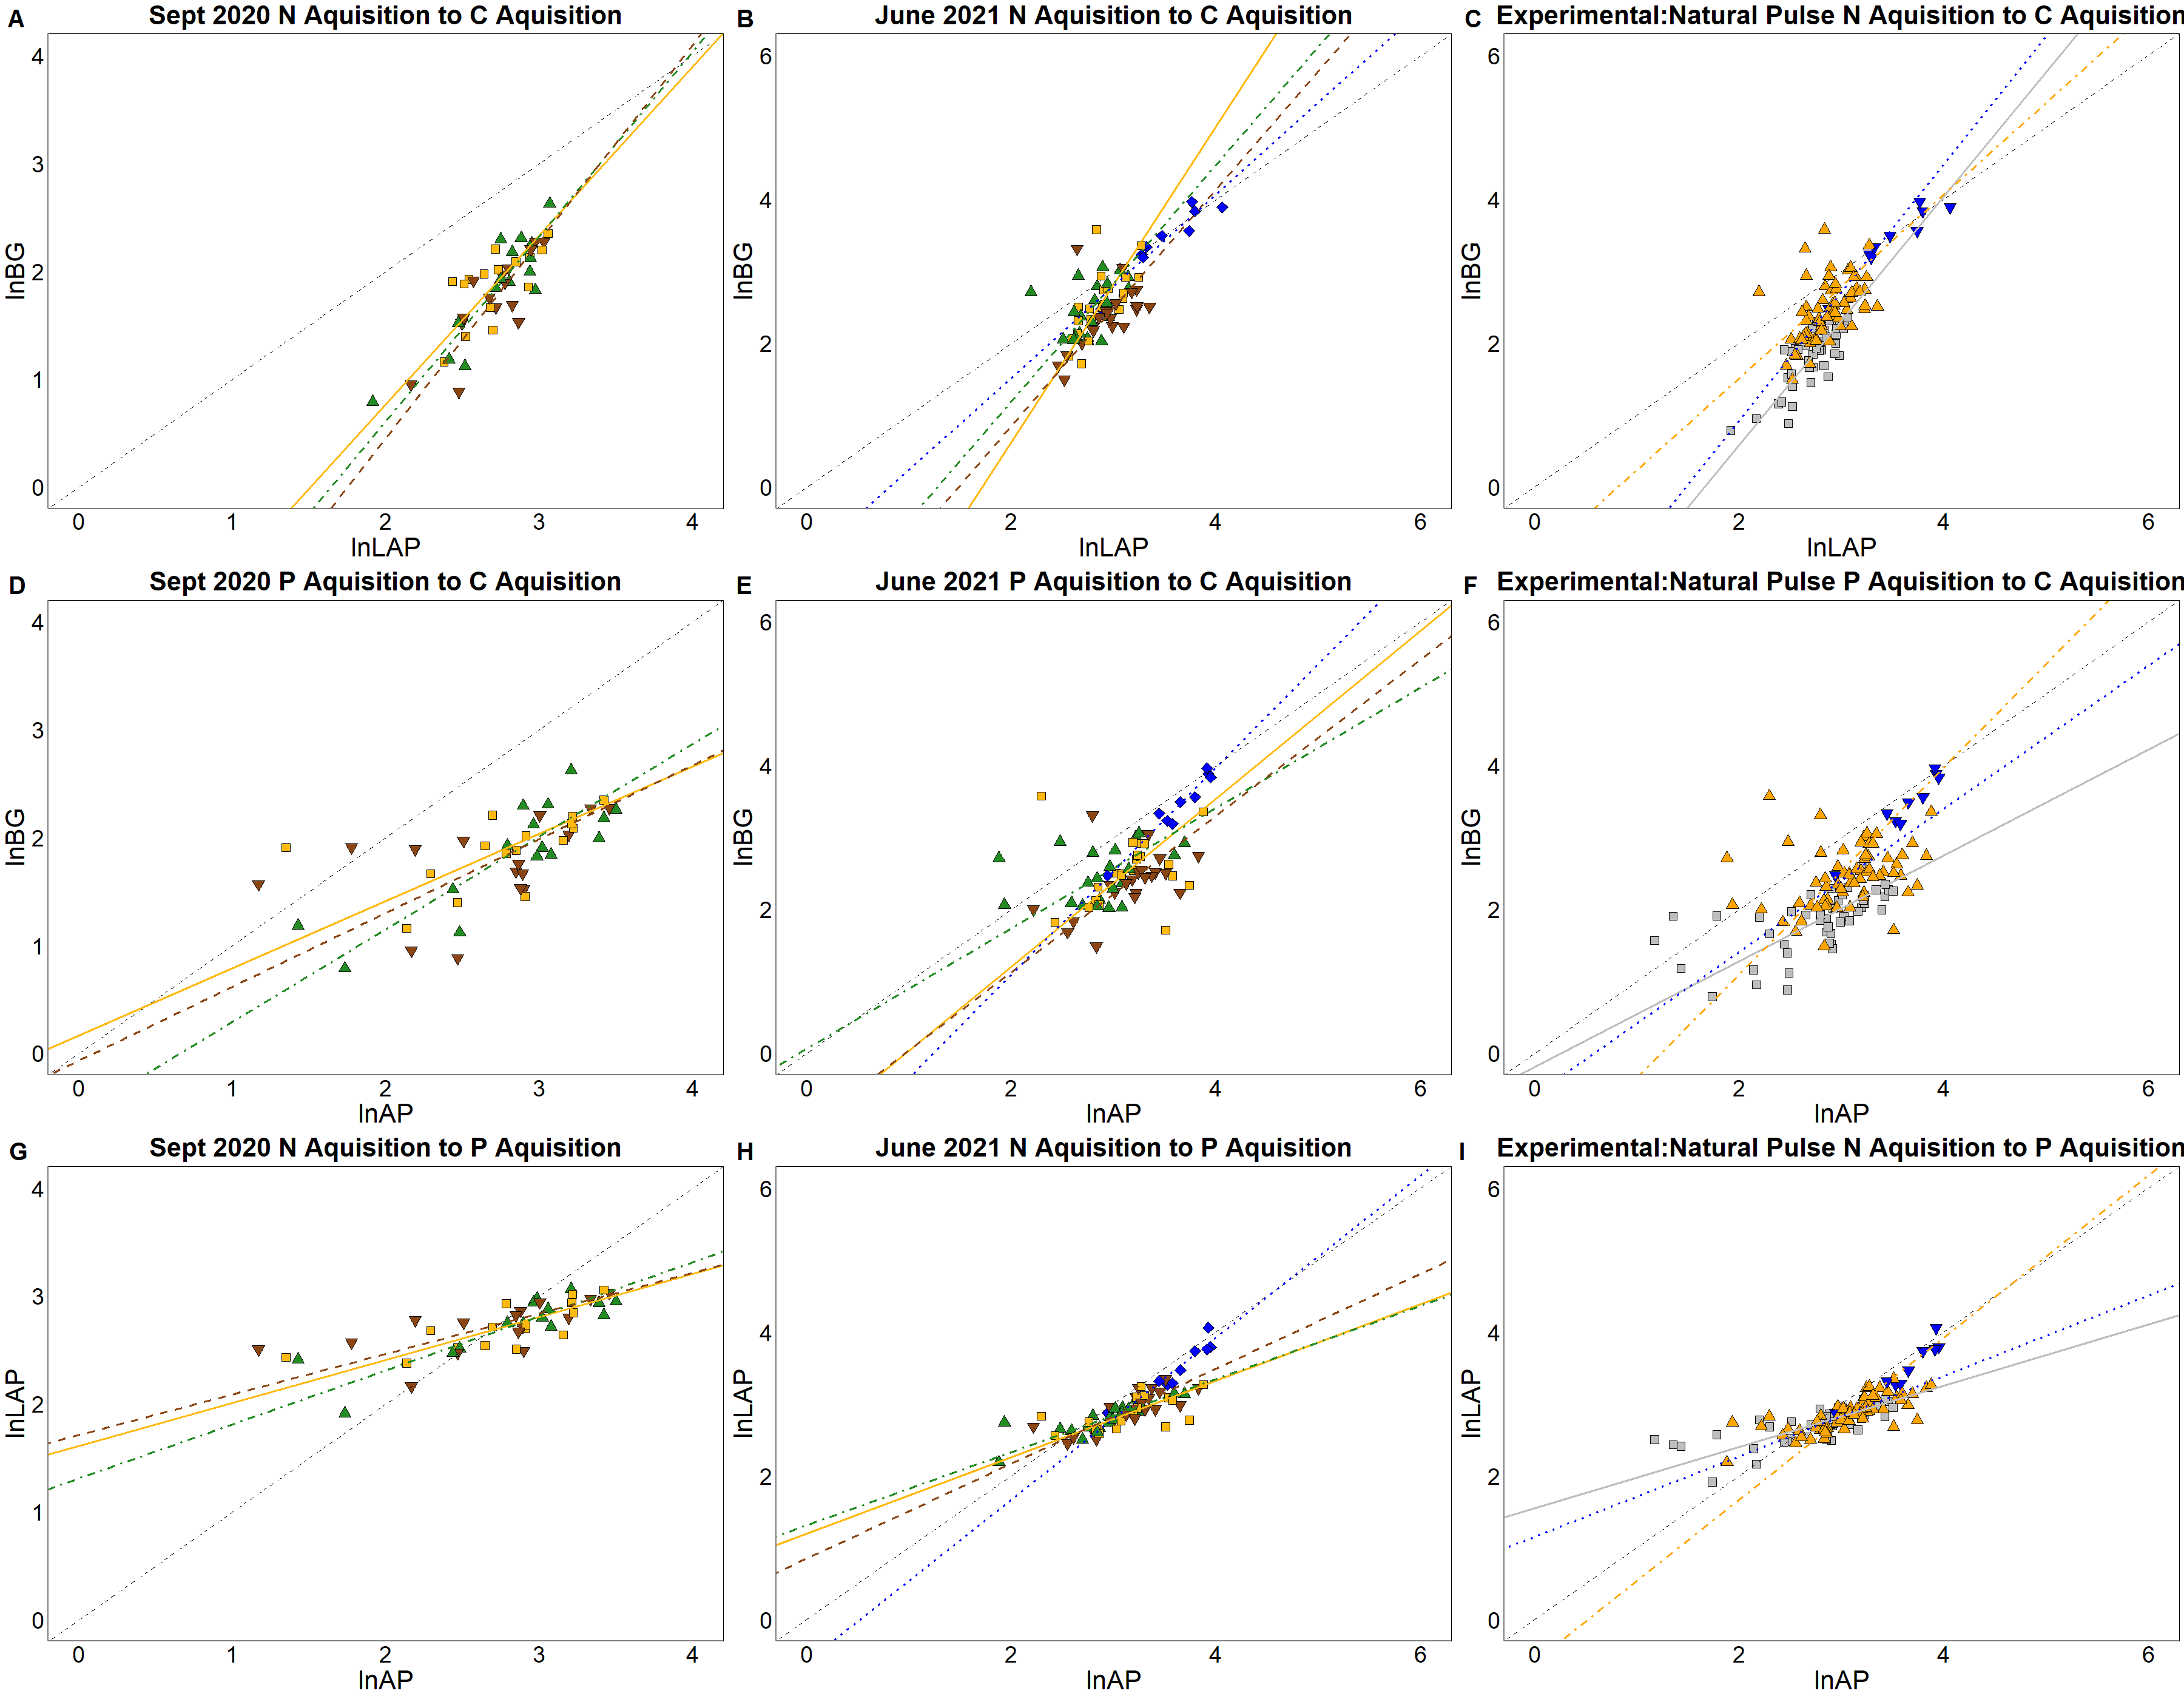 A Sept 2020 N Aquisition to C Aquisition
4
3
2
1
0
lnBG
0 1 2 3 4
lnLAP
B June 2021 N Aquisition to C Aquisition
6
4
2
0
lnBG
0 2 4 6
lnLAP
C Experimental:Natural Pulse N Aquisition to C Aquisition
6
4
2
0
lnBG
0 2 4 6
lnLAP
D Sept 2020 P Aquisition to C Aquisition
4
3
2
1
0
lnBG
0 1 2 3 4
lnAP
E June 2021 P Aquisition to C Aquisition
6
4
2
0
lnBG
0 2 4 6
lnAP
F Experimental:Natural Pulse P Aquisition to C Aquisition
6
4
2
0
lnBG
0 2 4 6
lnAP
G Sept 2020 N Aquisition to P Aquisition
4
3
2
1
0
lnLAP
0 1 2 3 4
lnAP
H June 2021 N Aquisition to P Aquisition
6
4
2
0
lnLAP
0 2 4 6
lnAP
I Experimental:Natural Pulse N Aquisition to P Aquisition
6
4
2
0
lnLAP
0 2 4 6
lnAP